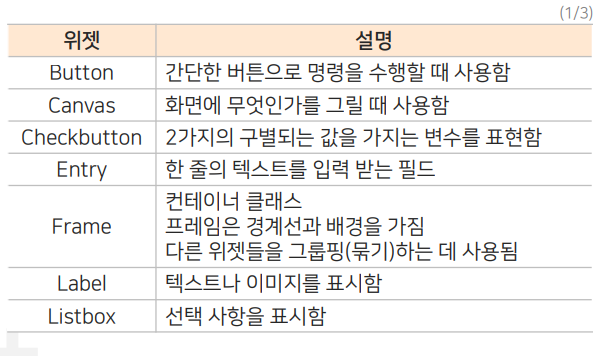 (1/3)
위젯 설명
Button 간단한 버튼으로 명령을 수행할 때 사용함
Canvas 화면에 무엇인가를 그릴 때 사용함
Checkbutton 2가지의 구별되는 값을 가지는 변수를 표현함
Entry 한 줄의 텍스트를 입력 받는 필드
컨테이너 클래스
Frame 프레임은 경계선과 배경을 가짐
다른 위젯들을 그룹핑(묶기)하는 데 사용됨
Label 텍스트나 이미지를 표시함
Listbox 선택 사항을 표시함